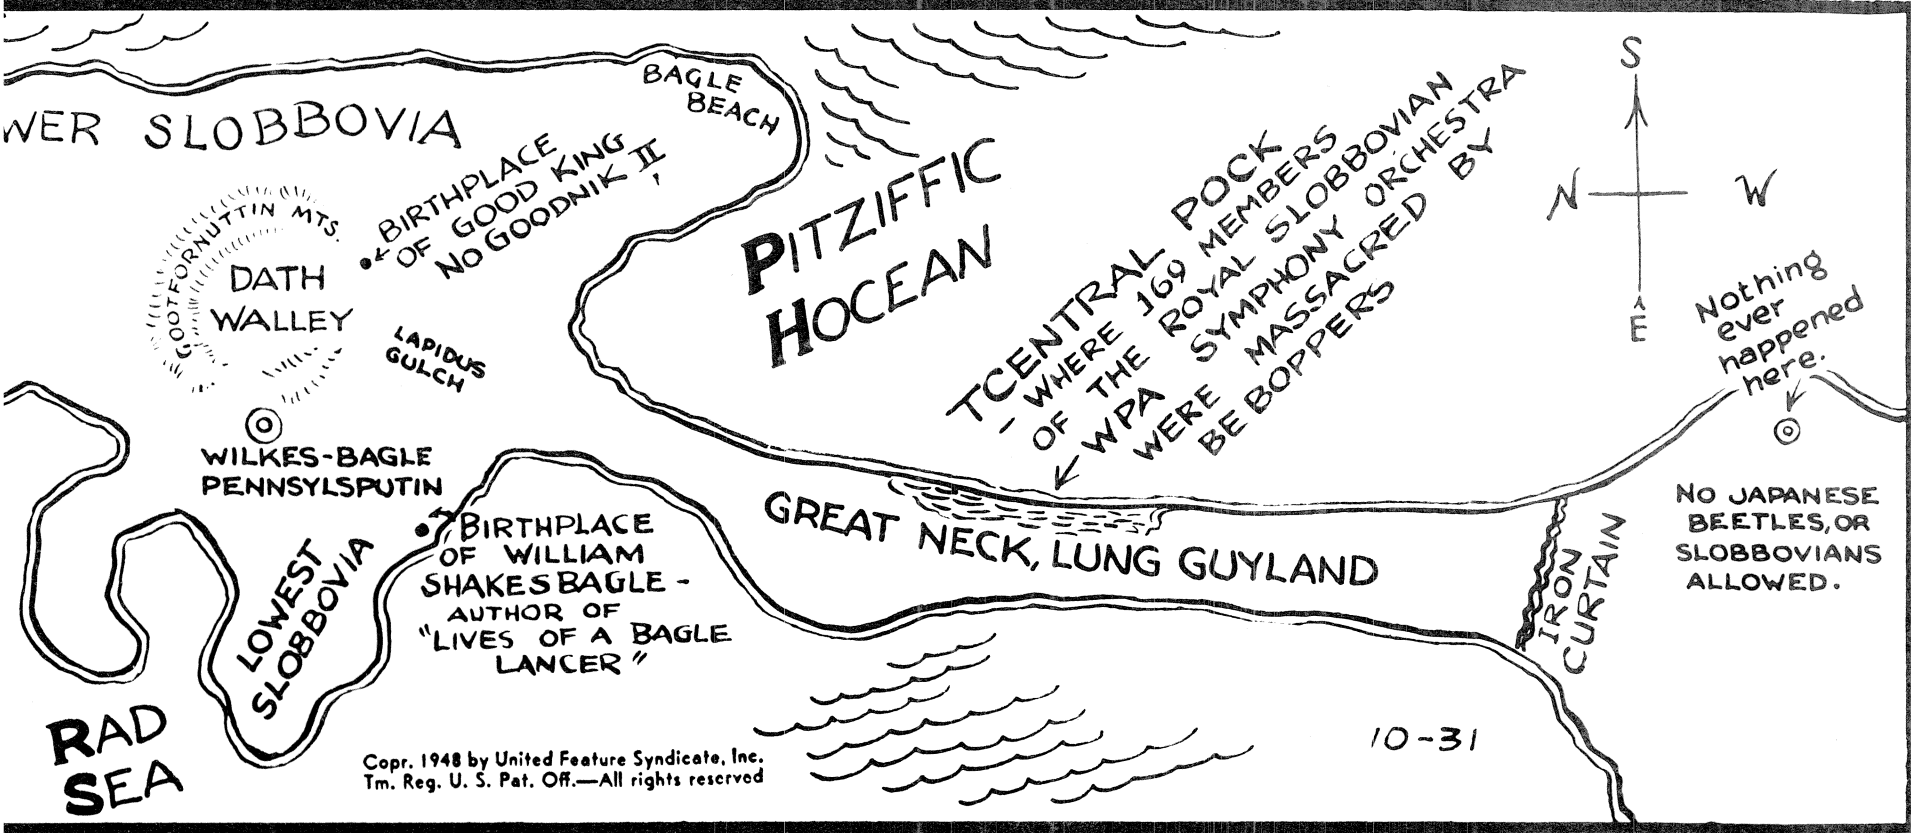 BAGLE
BEACH
WER SLOBBOVIA
BIRTHPLACE
OF GOOD KING
NOGOODNIK II
GOOTFORNUTTIN MTS.
DATH
WALLEY
LAPIDUS
GULCH
WILKES-BAGLE
PENNSYLSPUTIN
BIRTHPLACE
OF WILLIAM
SHAKESBAGLE -
AUTHOR OF
"LIVES OF A BAGLE
LANCER"
LOWEST
SLOBBOVIA
RAD
SEA
Copr. 1948 by United Feature Syndicate, Inc.
Tm. Reg. U. S. Pat. Off.—All rights reserved
PITZIFFIC
HOCEAN
TCENTRAL POCK
- WHERE 169 MEMBERS
OF THE ROYAL SLOBBOVIAN
WPA SYMPHONY ORCHESTRA
WERE MASSACRED BY
BE BOPPERS
GREAT NECK, LUNG GUYLAND
S
N
W
E
Nothing
ever
happened
here.
IRON
CURTAIN
NO JAPANESE
BEETLES, OR
SLOBBOVIANS
ALLOWED.
10-31